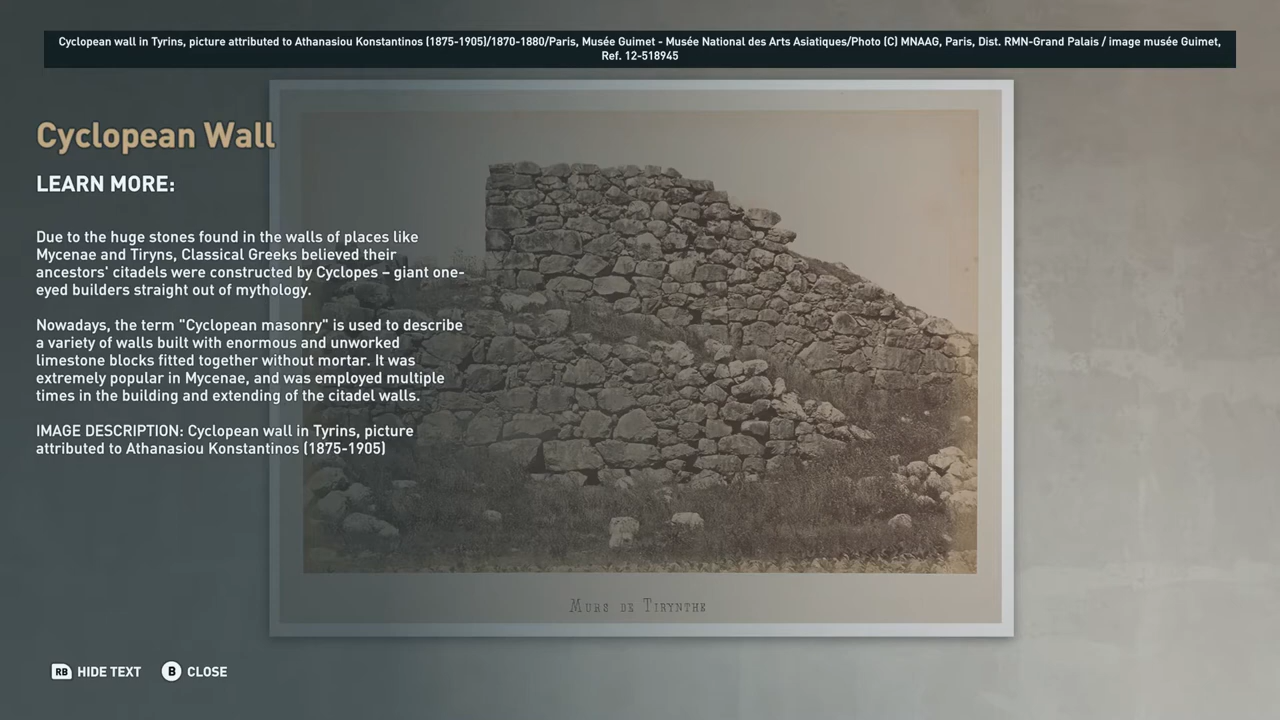 Cyclopean wall in Tyrins, picture attributed to Athanasiou Konstantinos (1875-1905)/1870-1880/Paris, Musée Guimet - Musée National des Arts Asiatiques/Photo (C) MNAAG, Paris, Dist. RMN-Grand Palais / image musée Guimet,
Ref. 12-518945
Cyclopean Wall
LEARN MORE:
Due to the huge stones found in the walls of places like
Mycenae and Tiryns, Classical Greeks believed their
ancestors' citadels were constructed by Cyclopes – giant one-
eyed builders straight out of mythology.
Nowadays, the term "Cyclopean masonry" is used to describe
a variety of walls built with enormous and unworked
limestone blocks fitted together without mortar. It was
extremely popular in Mycenae, and was employed multiple
times in the building and extending of the citadel walls.
IMAGE DESCRIPTION: Cyclopean wall in Tyrins, picture
attributed to Athanasiou Konstantinos (1875-1905)
MURS DE TIRYNTHE
RB HIDE TEXT B CLOSE